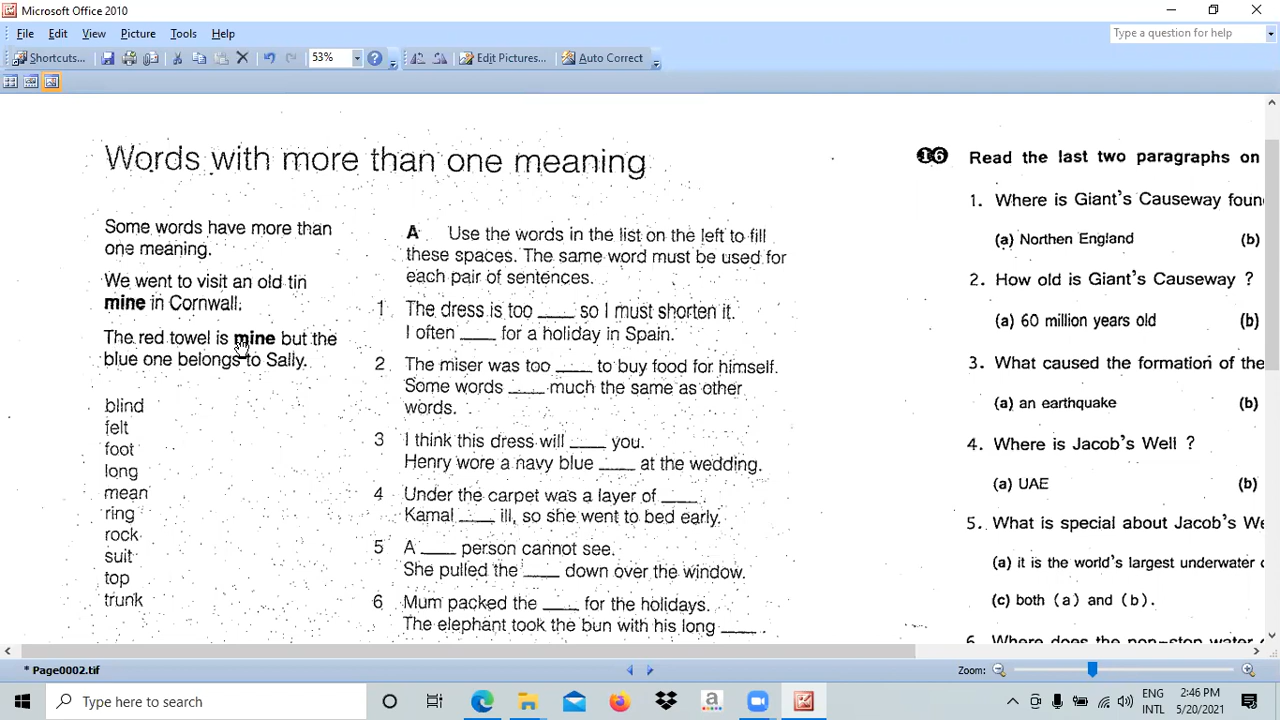 Microsoft Office 2010
File Edit View Picture Tools Help
Type a question for help
Shortcuts... 53% Edit Pictures... Auto Correct
Words with more than one meaning
Some words have more than
one meaning.
We went to visit an old tin
mine in Cornwall.
The red towel is mine but the
blue one belongs to Sally.
blind
felt
foot
long
mean
ring
rock
suit
top
trunk
A Use the words in the list on the left to fill
these spaces. The same word must be used for
each pair of sentences.
1 The dress is too ____ so I must shorten it.
I often ____ for a holiday in Spain.
2 The miser was too ____ to buy food for himself.
Some words ____ much the same as other
words.
3 I think this dress will ____ you.
Henry wore a navy blue ____ at the wedding.
4 Under the carpet was a layer of ____ .
Kamal ____ ill, so she went to bed early.
5 A ____ person cannot see.
She pulled the ____ down over the window.
6 Mum packed the ____ for the holidays.
The elephant took the bun with his long ____ .
16 Read the last two paragraphs on
1. Where is Giant's Causeway foun
(a) Northen England (b)
2. How old is Giant's Causeway ?
(a) 60 million years old (b)
3. What caused the formation of the
(a) an earthquake (b)
4. Where is Jacob's Well ?
(a) UAE (b)
5. What is special about Jacob's We
(a) it is the world's largest underwater c
(c) both (a) and (b).
6. Where does the non-stop water
* Page0002.tif
Zoom:
Type here to search
ENG
INTL
2:46 PM
5/20/2021